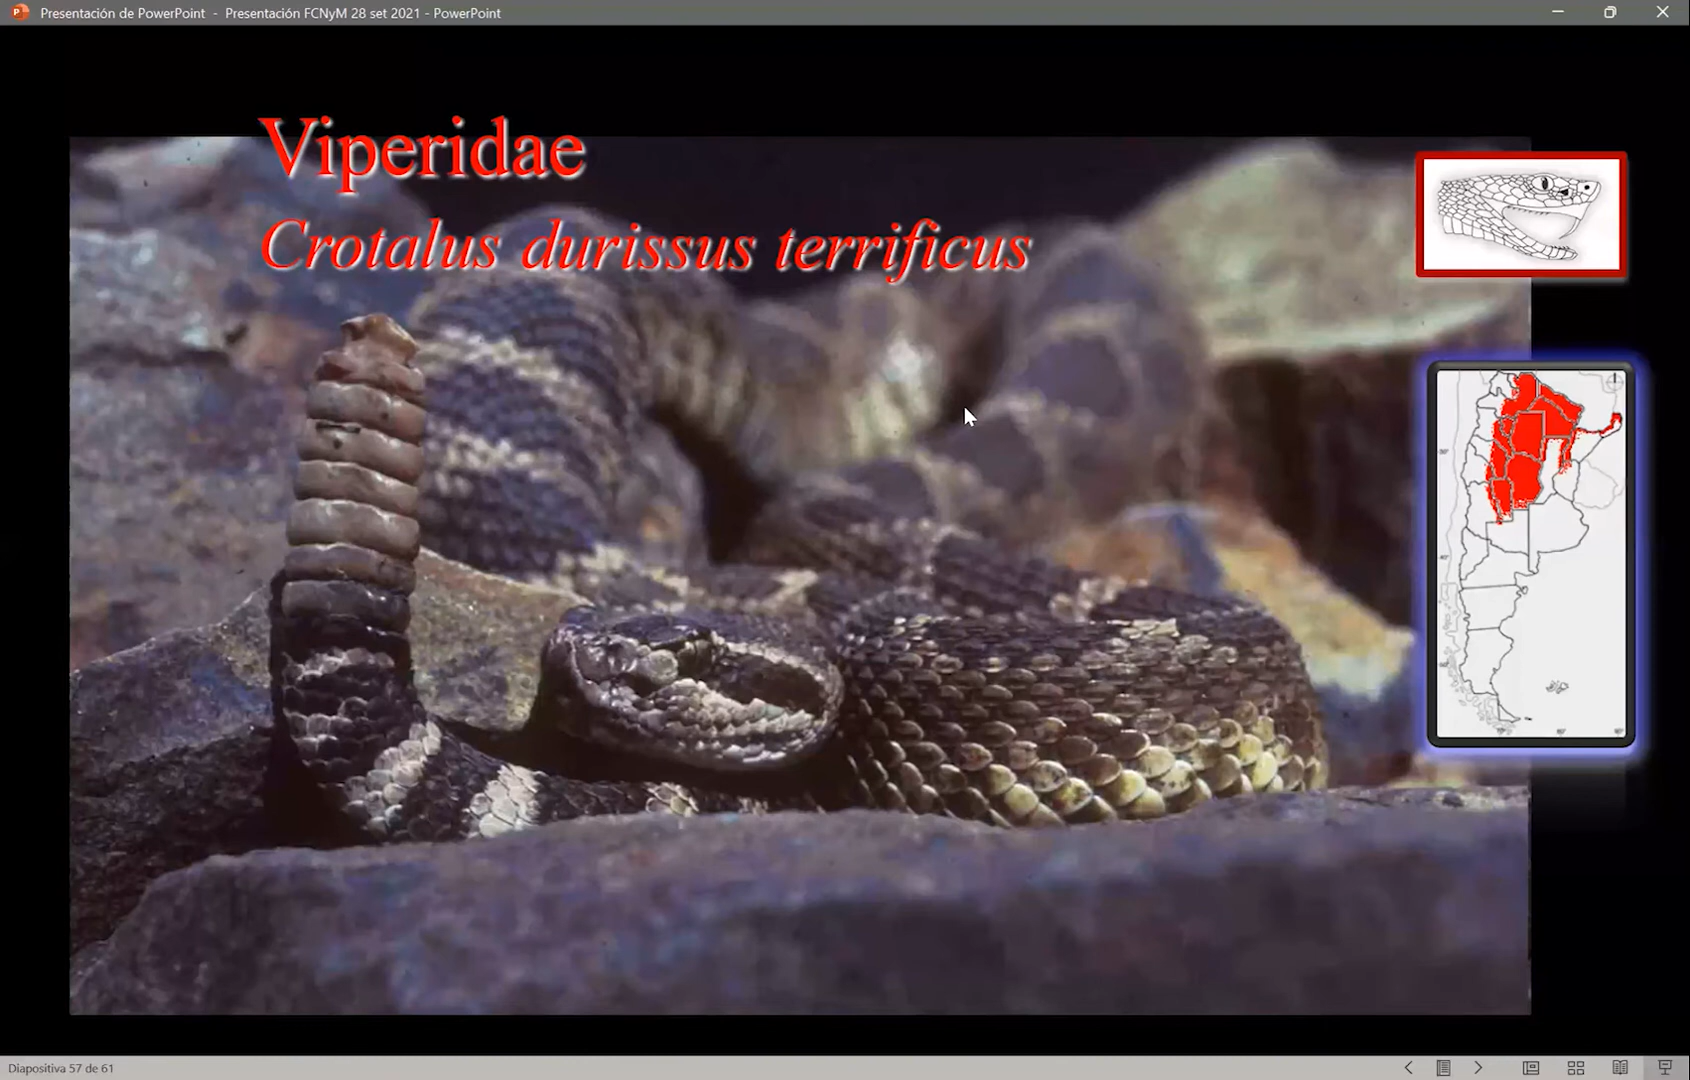 Presentación de PowerPoint - Presentación FCNyM 28 set 2021 - PowerPoint
Viperidae
Crotalus durissus terrificus
Diapositiva 57 de 61